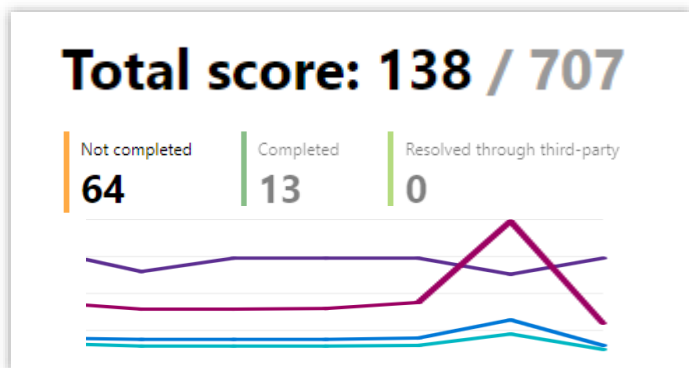 Total score: 138 / 707
Not completed Completed Resolved through third-party
64 13 0